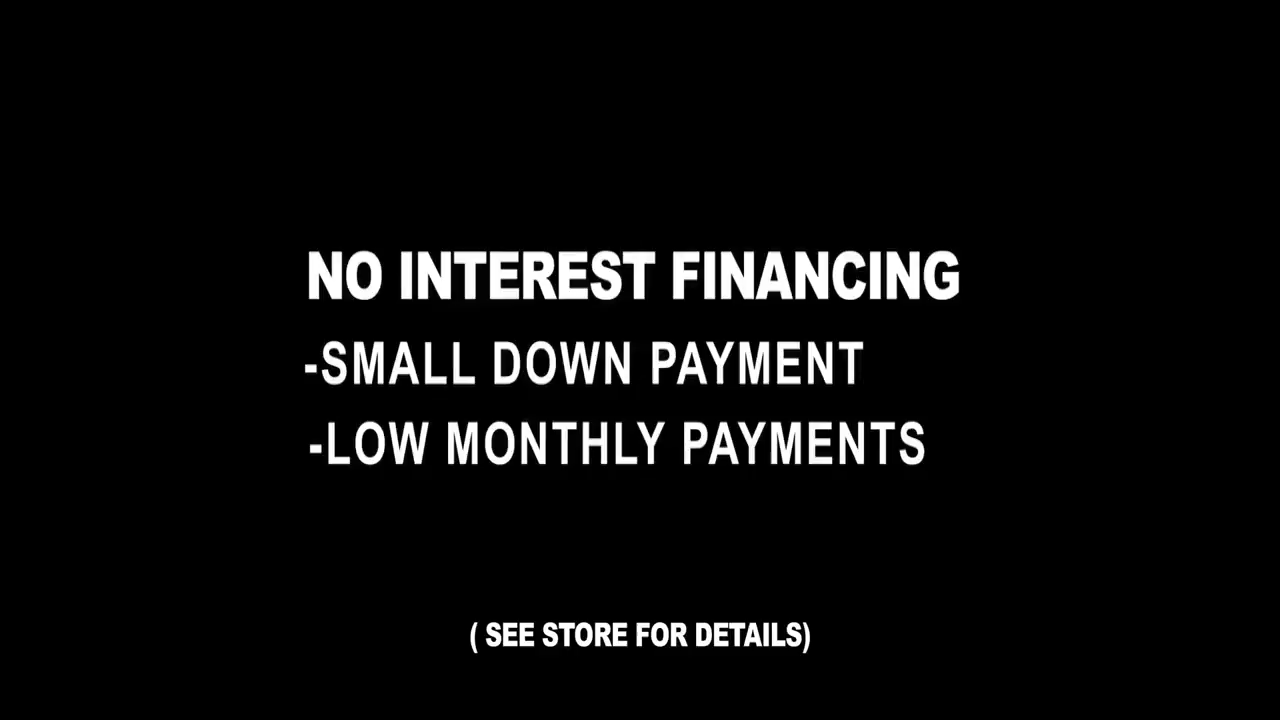 NO INTEREST FINANCING
-SMALL DOWN PAYMENT
-LOW MONTHLY PAYMENTS
( SEE STORE FOR DETAILS)